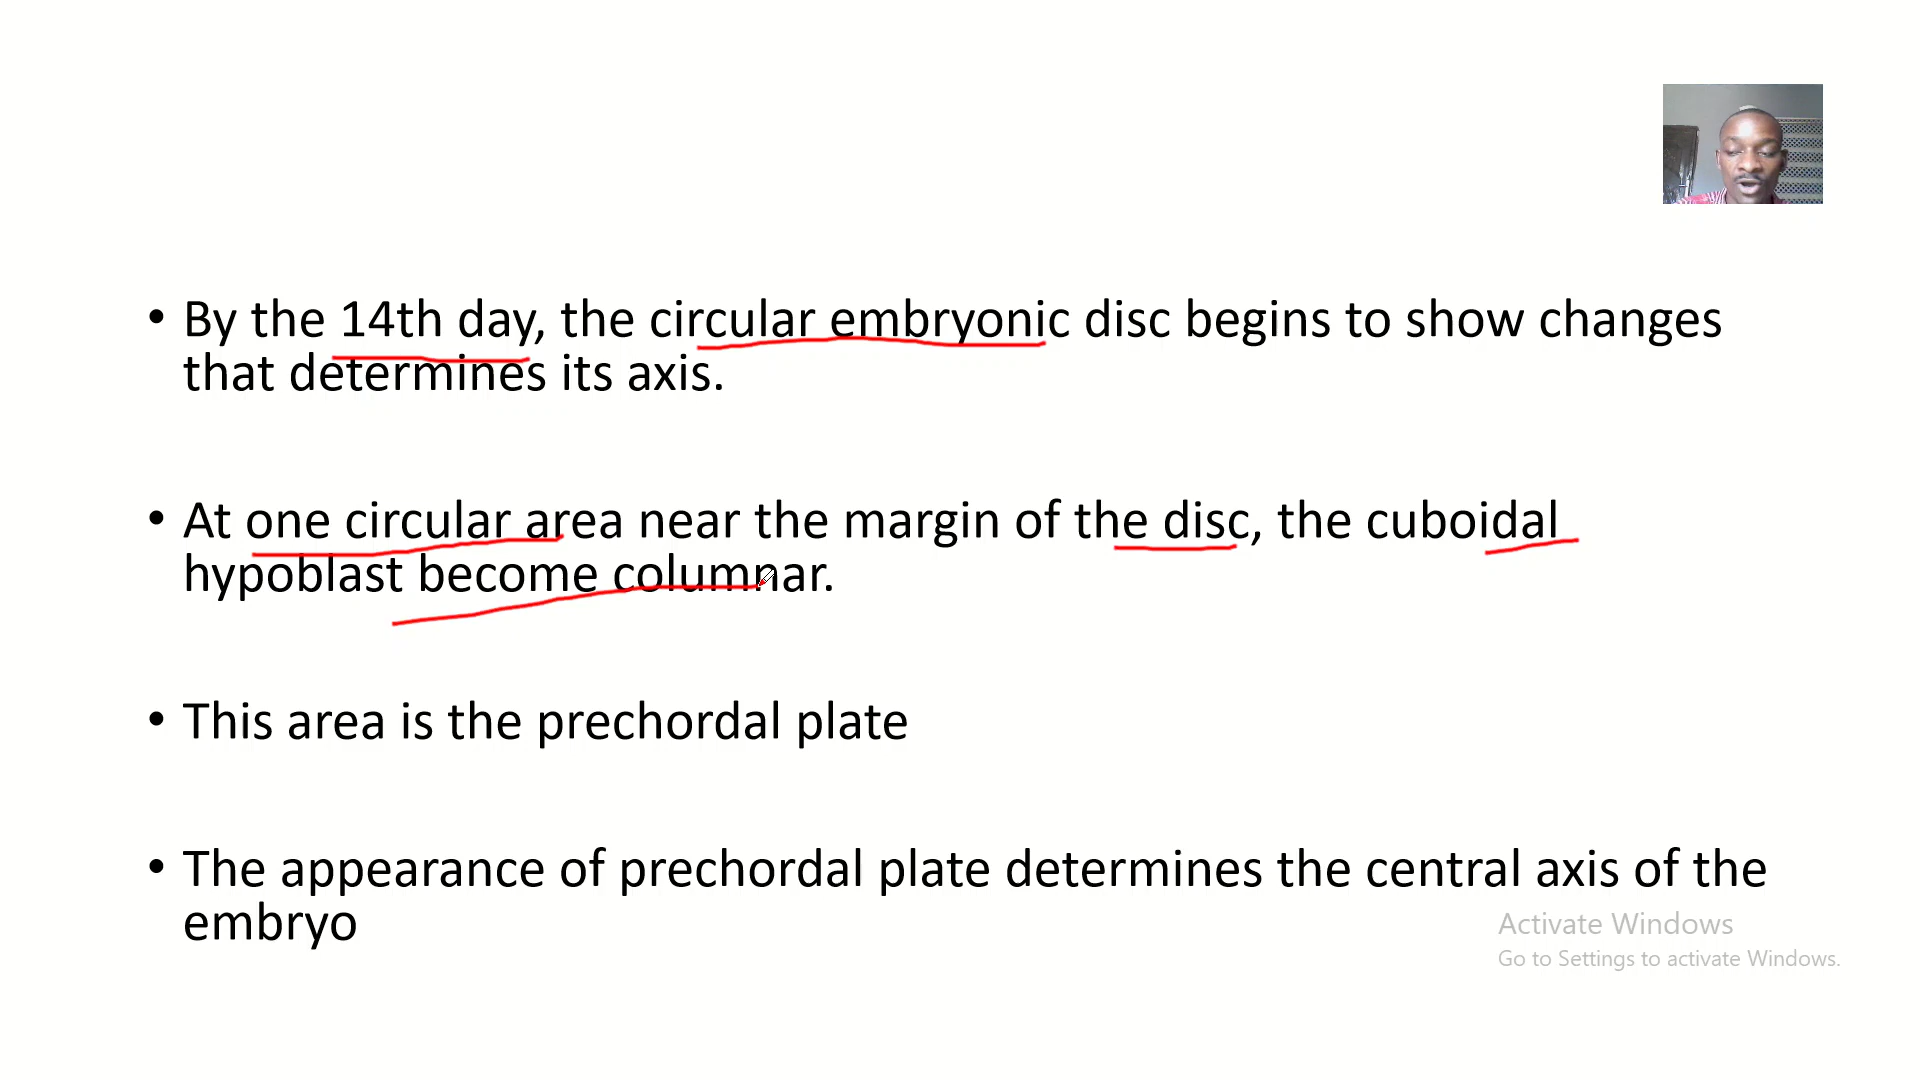 • By the 14th day, the circular embryonic disc begins to show changes
that determines its axis.
• At one circular area near the margin of the disc, the cuboidal
hypoblast become columnar.
• This area is the prechordal plate
• The appearance of prechordal plate determines the central axis of the
embryo
Activate Windows
Go to Settings to activate Windows.